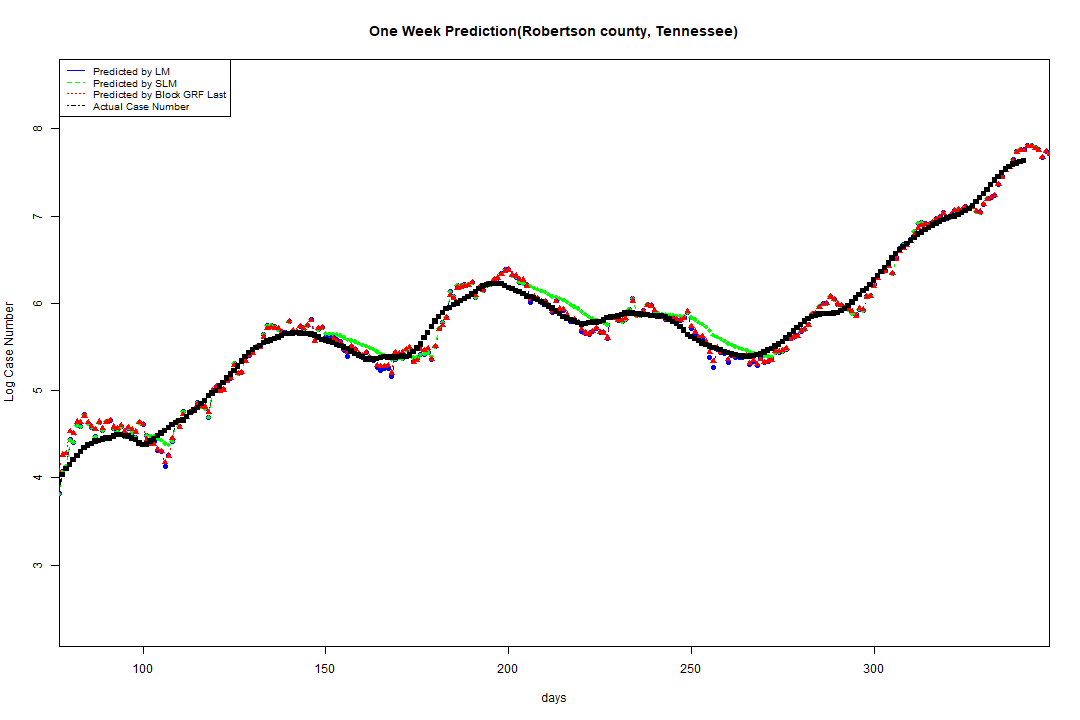 One Week Prediction(Robertson county, Tennessee)
Predicted by LM
Predicted by SLM
Predicted by Block GRF Last
Actual Case Number
8
7
6
5
4
3
Log Case Number
100 150 200 250 300
days